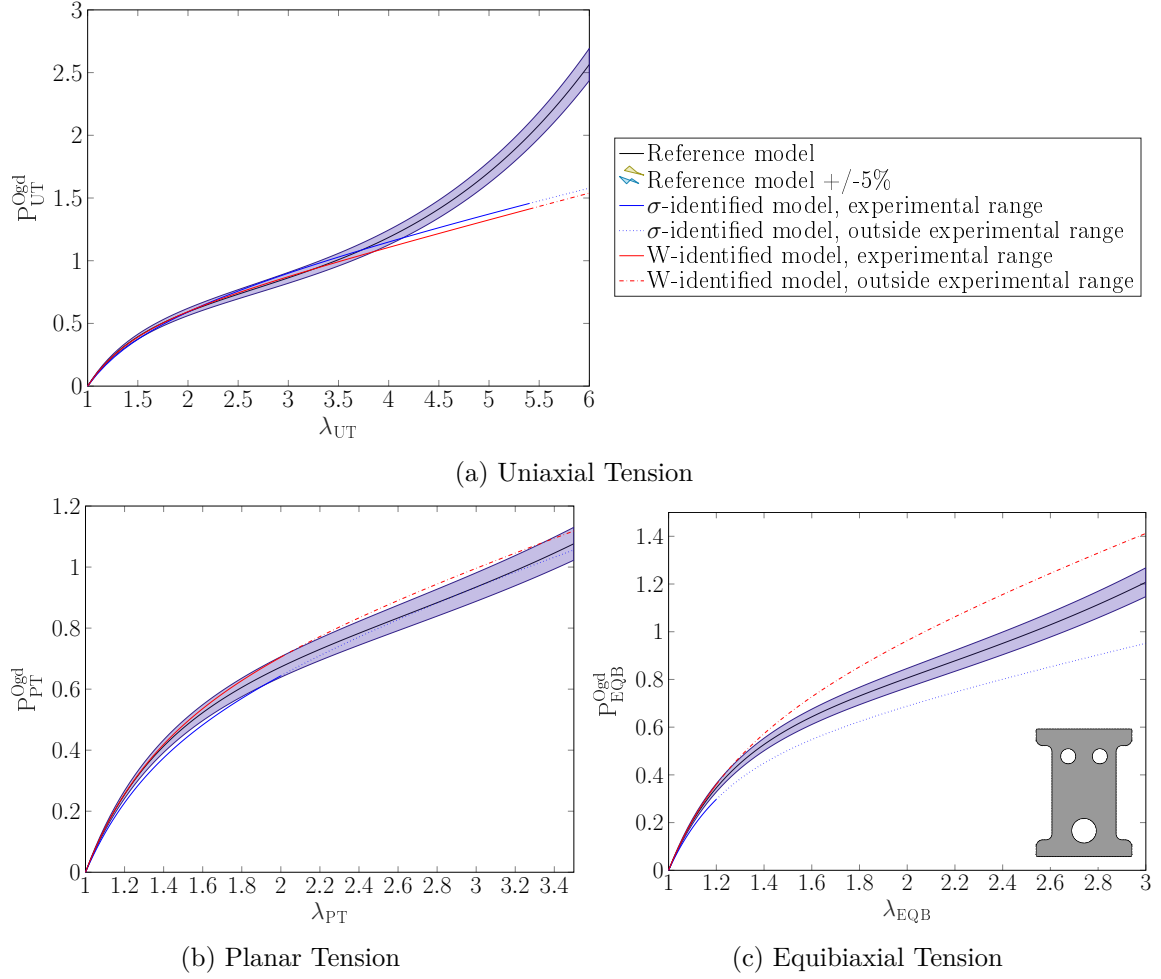 3
2.5
2
1.5
1
0.5
0
P_UT^Ogd
1 1.5 2 2.5 3 3.5 4 4.5 5 5.5 6
λ_UT
Reference model
Reference model +/-5%
σ-identified model, experimental range
σ-identified model, outside experimental range
W-identified model, experimental range
W-identified model, outside experimental range
(a) Uniaxial Tension
1.2
1
0.8
0.6
0.4
0.2
0
P_PT^Ogd
1 1.2 1.4 1.6 1.8 2 2.2 2.4 2.6 2.8 3 3.2 3.4
λ_PT
(b) Planar Tension
1.4
1.2
1
0.8
0.6
0.4
0.2
0
P_EQB^Ogd
1 1.2 1.4 1.6 1.8 2 2.2 2.4 2.6 2.8 3
λ_EQB
(c) Equibiaxial Tension